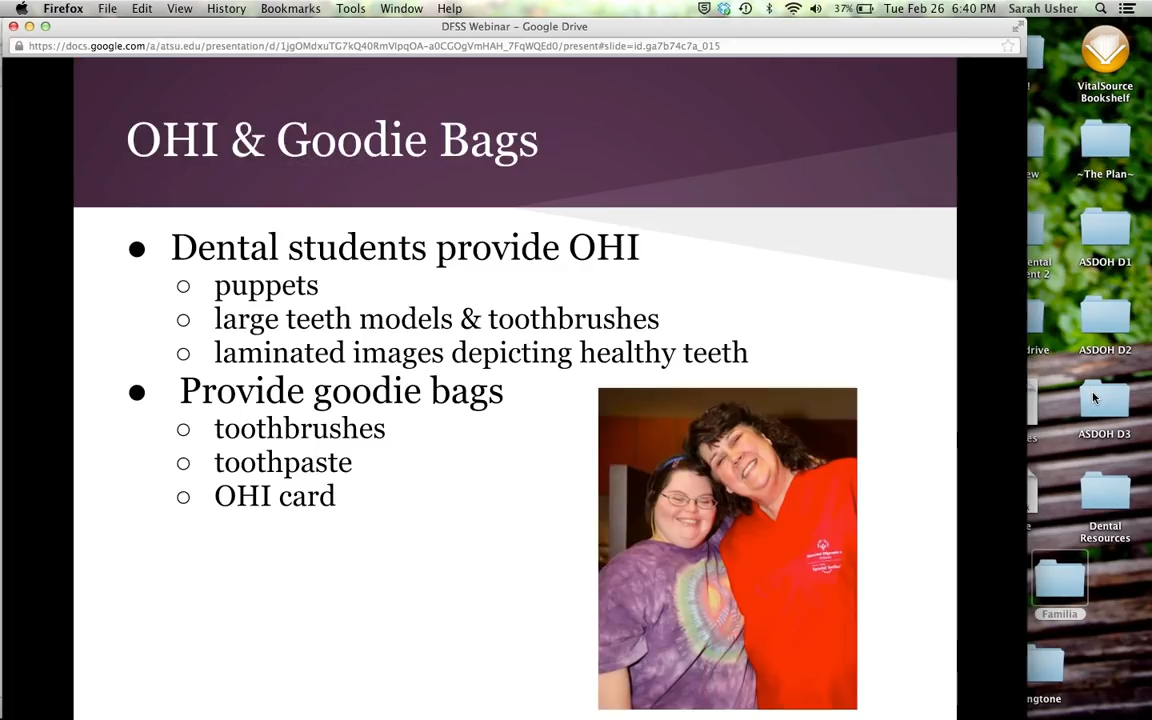 Firefox File Edit View History Bookmarks Tools Window Help 37% Tue Feb 26 6:40 PM Sarah Usher
DFSS Webinar – Google Drive
https://docs.google.com/a/atsu.edu/presentation/d/1jgOMdxuTG7kQ40RmVIpqOA-a0CGOgVmHAH_7FqWQEd0/present#slide=id.ga7b74c7a_015
OHI & Goodie Bags
● Dental students provide OHI
○ puppets
○ large teeth models & toothbrushes
○ laminated images depicting healthy teeth
● Provide goodie bags
○ toothbrushes
○ toothpaste
○ OHI card
Special Olympics
VitalSource
Bookshelf
~The Plan~
ASDOH D1
ASDOH D2
ASDOH D3
Dental
Resources
Familia